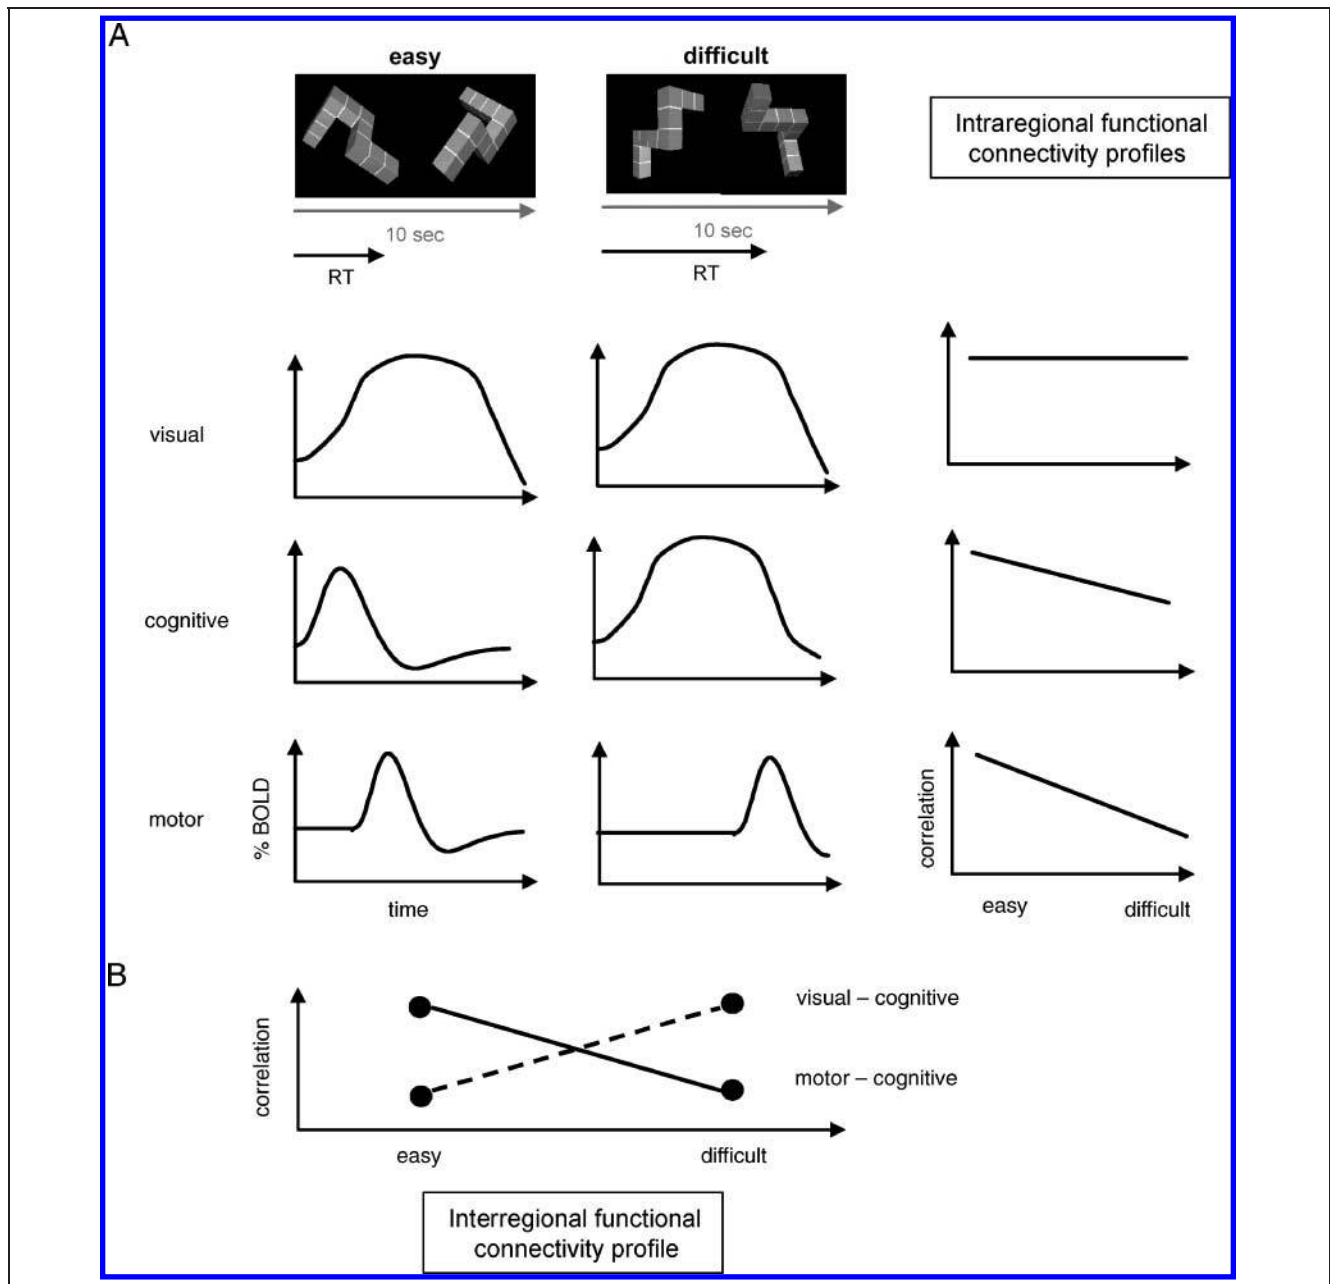 A
easy
difficult
Intraregional functional
connectivity profiles
10 sec
RT
10 sec
RT
visual
cognitive
motor
% BOLD
time
correlation
easy
difficult
B
correlation
visual – cognitive
motor – cognitive
easy
difficult
Interregional functional
connectivity profile